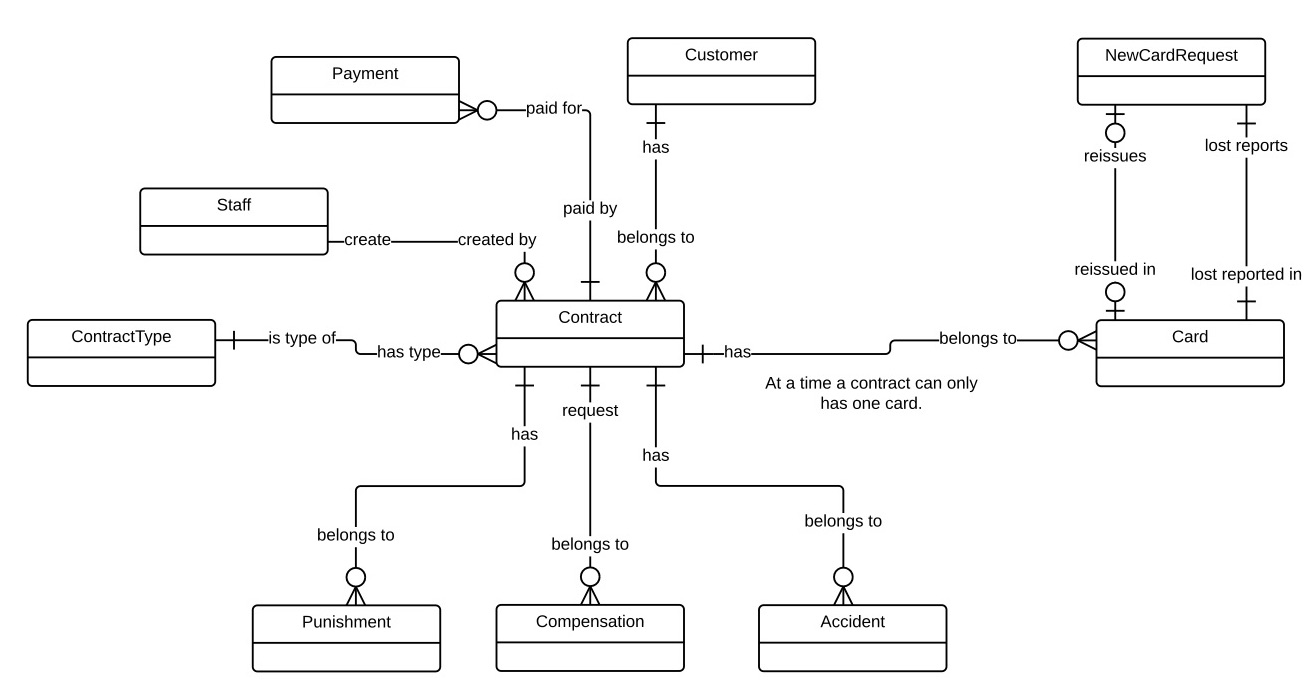 Customer
NewCardRequest
Payment
paid for
has
lost reports
reissues
Staff
paid by
create
created by
belongs to
reissued in
lost reported in
Contract
ContractType
is type of
has type
has
belongs to
Card
At a time a contract can only
has one card.
request
has
has
belongs to
belongs to
belongs to
Punishment
Compensation
Accident